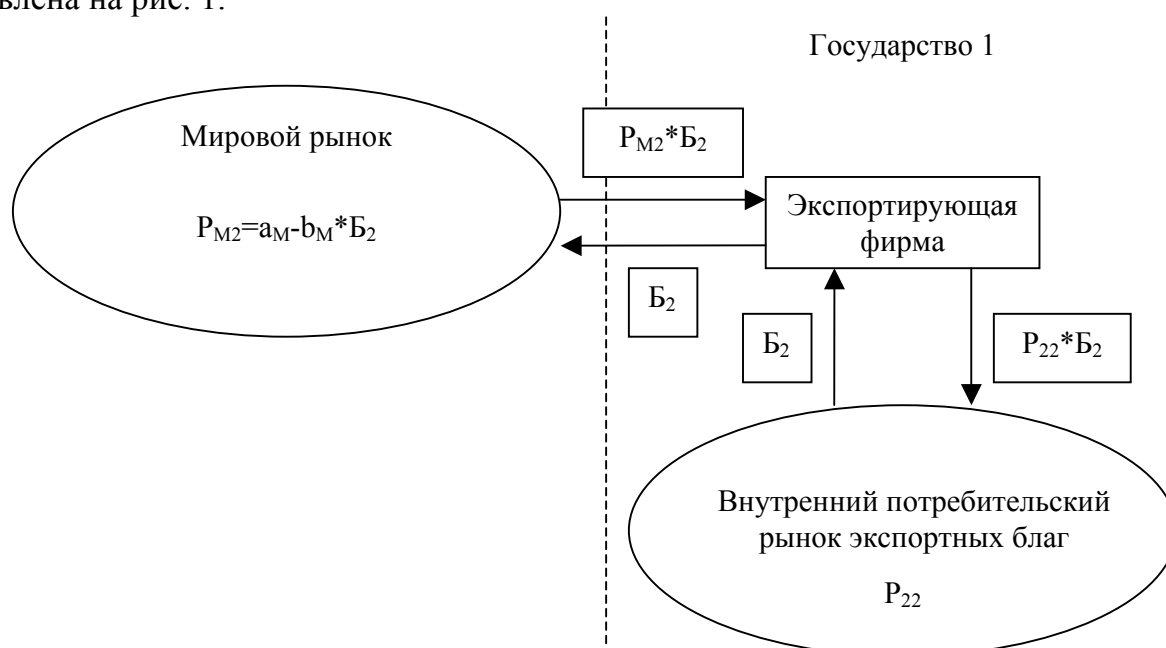 влена на рис. 1.
Государство 1
Мировой рынок
P_M2*Б_2
P_M2=a_M-b_M*Б_2
Экспортирующая
фирма
Б_2
Б_2
P_22*Б_2
Внутренний потребительский
рынок экспортных благ
P_22